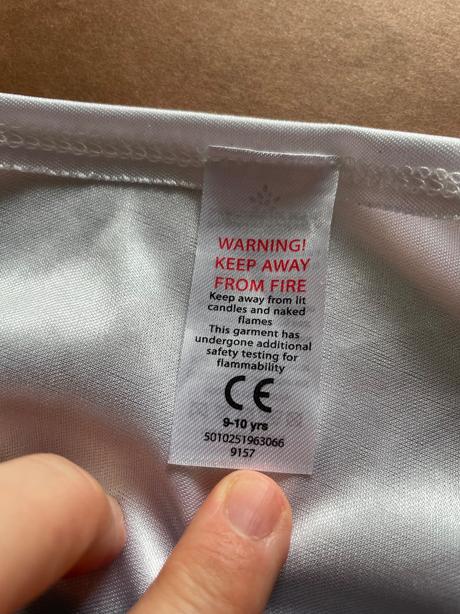 WARNING!
KEEP AWAY
FROM FIRE
Keep away from lit
candles and naked
flames
This garment has
undergone additional
safety testing for
flammability
CE
9-10 yrs
5010251963066
9157